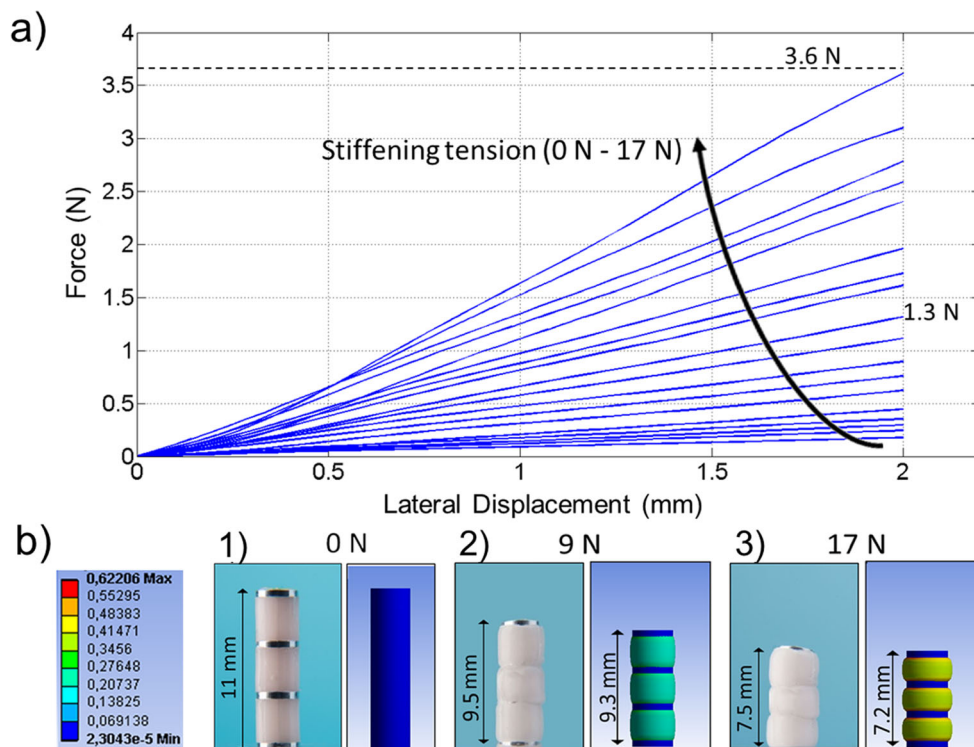 a)
4
3.5
3
2.5
2
1.5
1
0.5
0
Force (N)
3.6 N
Stiffening tension (0 N - 17 N)
1.3 N
0
0.5
1
1.5
2
Lateral Displacement (mm)
b)
1) 0 N
2) 9 N
3) 17 N
0,62206 Max
0,55295
0,48383
0,41471
0,3456
0,27648
0,20737
0,13825
0,069138
2,3043e-5 Min
11 mm
9.5 mm
9.3 mm
7.5 mm
7.2 mm